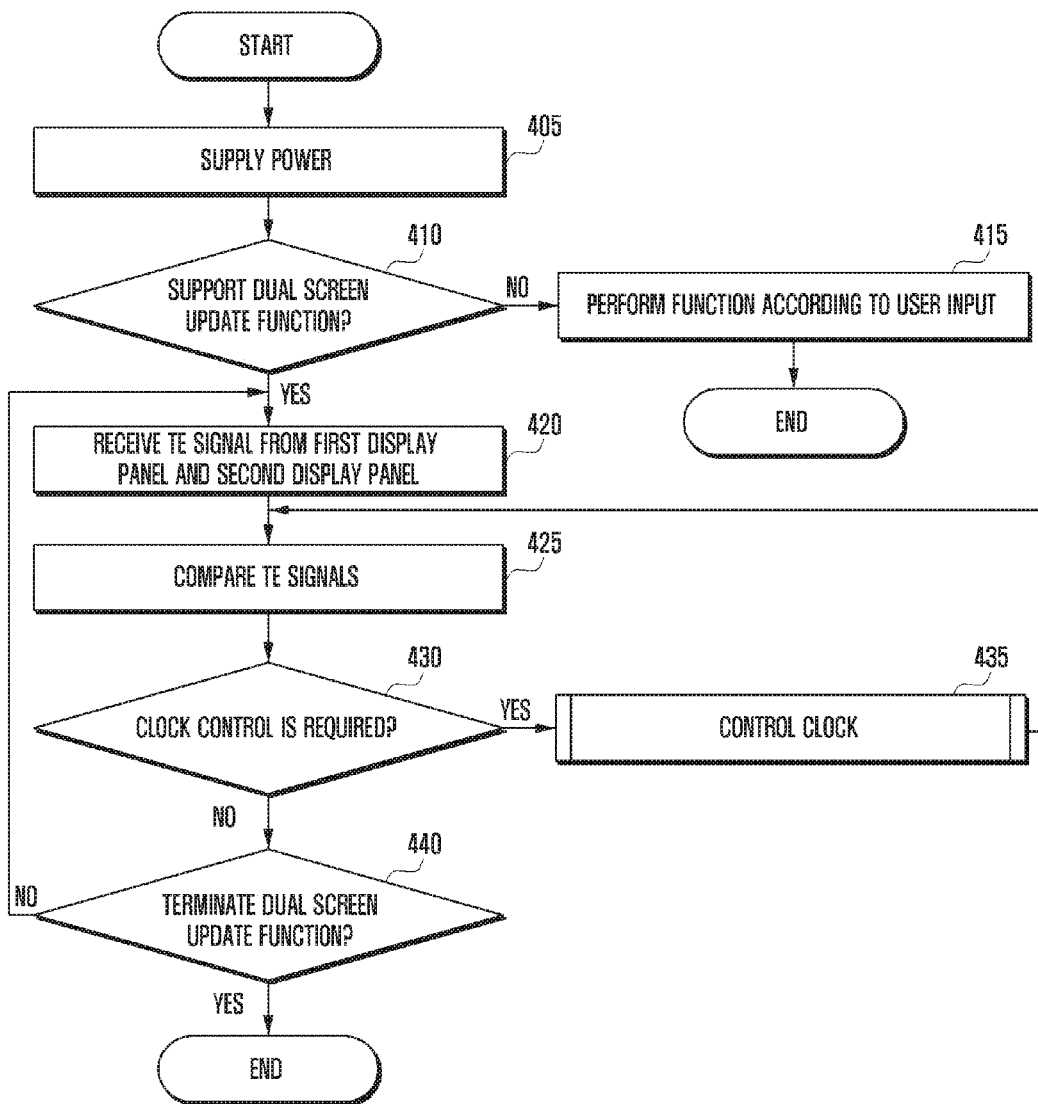 START
405
SUPPLY POWER
410
SUPPORT DUAL SCREEN
UPDATE FUNCTION?
NO
415
PERFORM FUNCTION ACCORDING TO USER INPUT
END
YES
420
RECEIVE TE SIGNAL FROM FIRST DISPLAY
PANEL AND SECOND DISPLAY PANEL
425
COMPARE TE SIGNALS
430
CLOCK CONTROL IS REQUIRED?
YES
435
CONTROL CLOCK
NO
440
NO
TERMINATE DUAL SCREEN
UPDATE FUNCTION?
YES
END